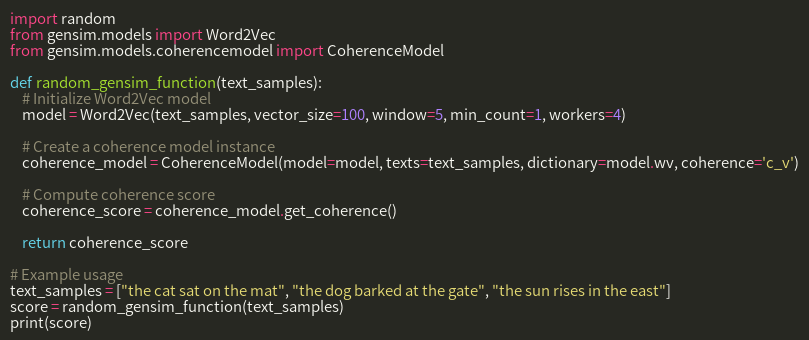 import random
from gensim.models import Word2Vec
from gensim.models.coherencemodel import CoherenceModel

def random_gensim_function(text_samples):
    # Initialize Word2Vec model
    model = Word2Vec(text_samples, vector_size=100, window=5, min_count=1, workers=4)

    # Create a coherence model instance
    coherence_model = CoherenceModel(model=model, texts=text_samples, dictionary=model.wv, coherence='c_v')

    # Compute coherence score
    coherence_score = coherence_model.get_coherence()

    return coherence_score

# Example usage
text_samples = ["the cat sat on the mat", "the dog barked at the gate", "the sun rises in the east"]
score = random_gensim_function(text_samples)
print(score)